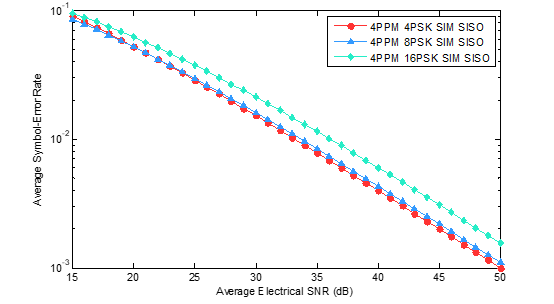 10^-1
4PPM 4PSK SIM SISO
4PPM 8PSK SIM SISO
4PPM 16PSK SIM SISO
Average Symbol-Error Rate
10^-2
10^-3
15 20 25 30 35 40 45 50
Average Electrical SNR (dB)